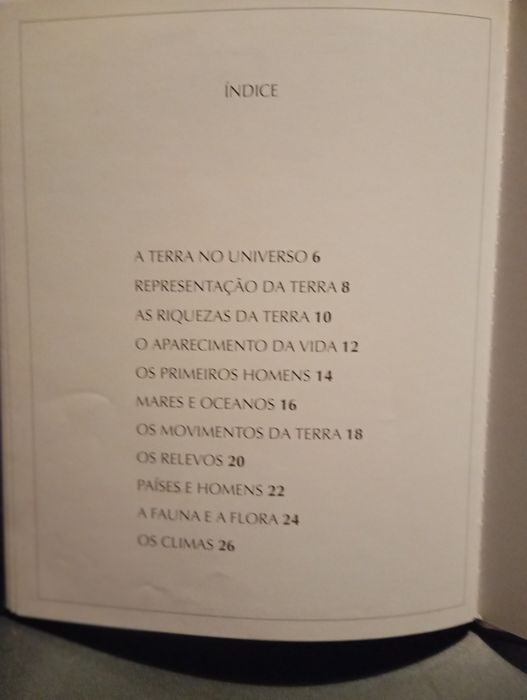 ÍNDICE
A TERRA NO UNIVERSO 6
REPRESENTAÇÃO DA TERRA 8
AS RIQUEZAS DA TERRA 10
O APARECIMENTO DA VIDA 12
OS PRIMEIROS HOMENS 14
MARES E OCEANOS 16
OS MOVIMENTOS DA TERRA 18
OS RELEVOS 20
PAÍSES E HOMENS 22
A FAUNA E A FLORA 24
OS CLIMAS 26